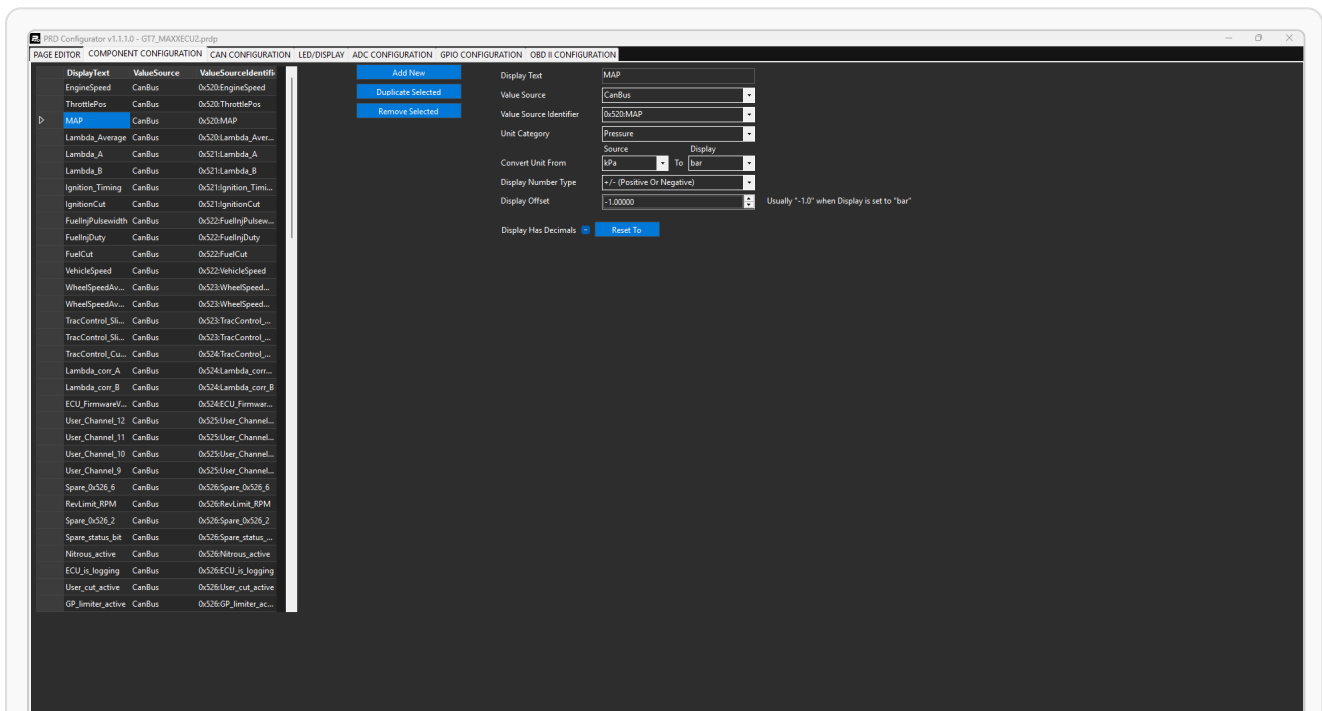 PRD Configurator v1.1.1.0 - GT7_MAXXECU2.prdp
PAGE EDITOR COMPONENT CONFIGURATION CAN CONFIGURATION LED/DISPLAY ADC CONFIGURATION GPIO CONFIGURATION OBD II CONFIGURATION
DisplayText ValueSource ValueSourceIdentifi
EngineSpeed CanBus 0x520:EngineSpeed
ThrottlePos CanBus 0x520:ThrottlePos
MAP CanBus 0x520:MAP
Lambda_Average CanBus 0x520:Lambda_Aver...
Lambda_A CanBus 0x521:Lambda_A
Lambda_B CanBus 0x521:Lambda_B
Ignition_Timing CanBus 0x521:Ignition_Timi...
IgnitionCut CanBus 0x521:IgnitionCut
FuelInjPulsewidth CanBus 0x522:FuelInjPulsew...
FuelInjDuty CanBus 0x522:FuelInjDuty
FuelCut CanBus 0x522:FuelCut
VehicleSpeed CanBus 0x522:VehicleSpeed
WheelSpeedAv... CanBus 0x523:WheelSpeed...
WheelSpeedAv... CanBus 0x523:WheelSpeed...
TracControl_Sli... CanBus 0x523:TracControl_...
TracControl_Sli... CanBus 0x523:TracControl_...
TracControl_Cu... CanBus 0x524:TracControl_...
Lambda_corr_A CanBus 0x524:Lambda_corr...
Lambda_corr_B CanBus 0x524:Lambda_corr_B
ECU_FirmwareV... CanBus 0x524:ECU_Firmwar...
User_Channel_12 CanBus 0x525:User_Channel...
User_Channel_11 CanBus 0x525:User_Channel...
User_Channel_10 CanBus 0x525:User_Channel...
User_Channel_9 CanBus 0x525:User_Channel...
Spare_0x526_6 CanBus 0x526:Spare_0x526_6
RevLimit_RPM CanBus 0x526:RevLimit_RPM
Spare_0x526_2 CanBus 0x526:Spare_0x526_2
Spare_status_bit CanBus 0x526:Spare_status_...
Nitrous_active CanBus 0x526:Nitrous_active
ECU_is_logging CanBus 0x526:ECU_is_logging
User_cut_active CanBus 0x526:User_cut_active
GP_limiter_active CanBus 0x526:GP_limiter_ac...
Add New
Duplicate Selected
Remove Selected
Display Text MAP
Value Source CanBus
Value Source Identifier 0x520:MAP
Unit Category Pressure
Source Display
Convert Unit From kPa To bar
Display Number Type +/- (Positive Or Negative)
Display Offset -1.00000 Usually "-1.0" when Display is set to "bar"
Display Has Decimals Reset To